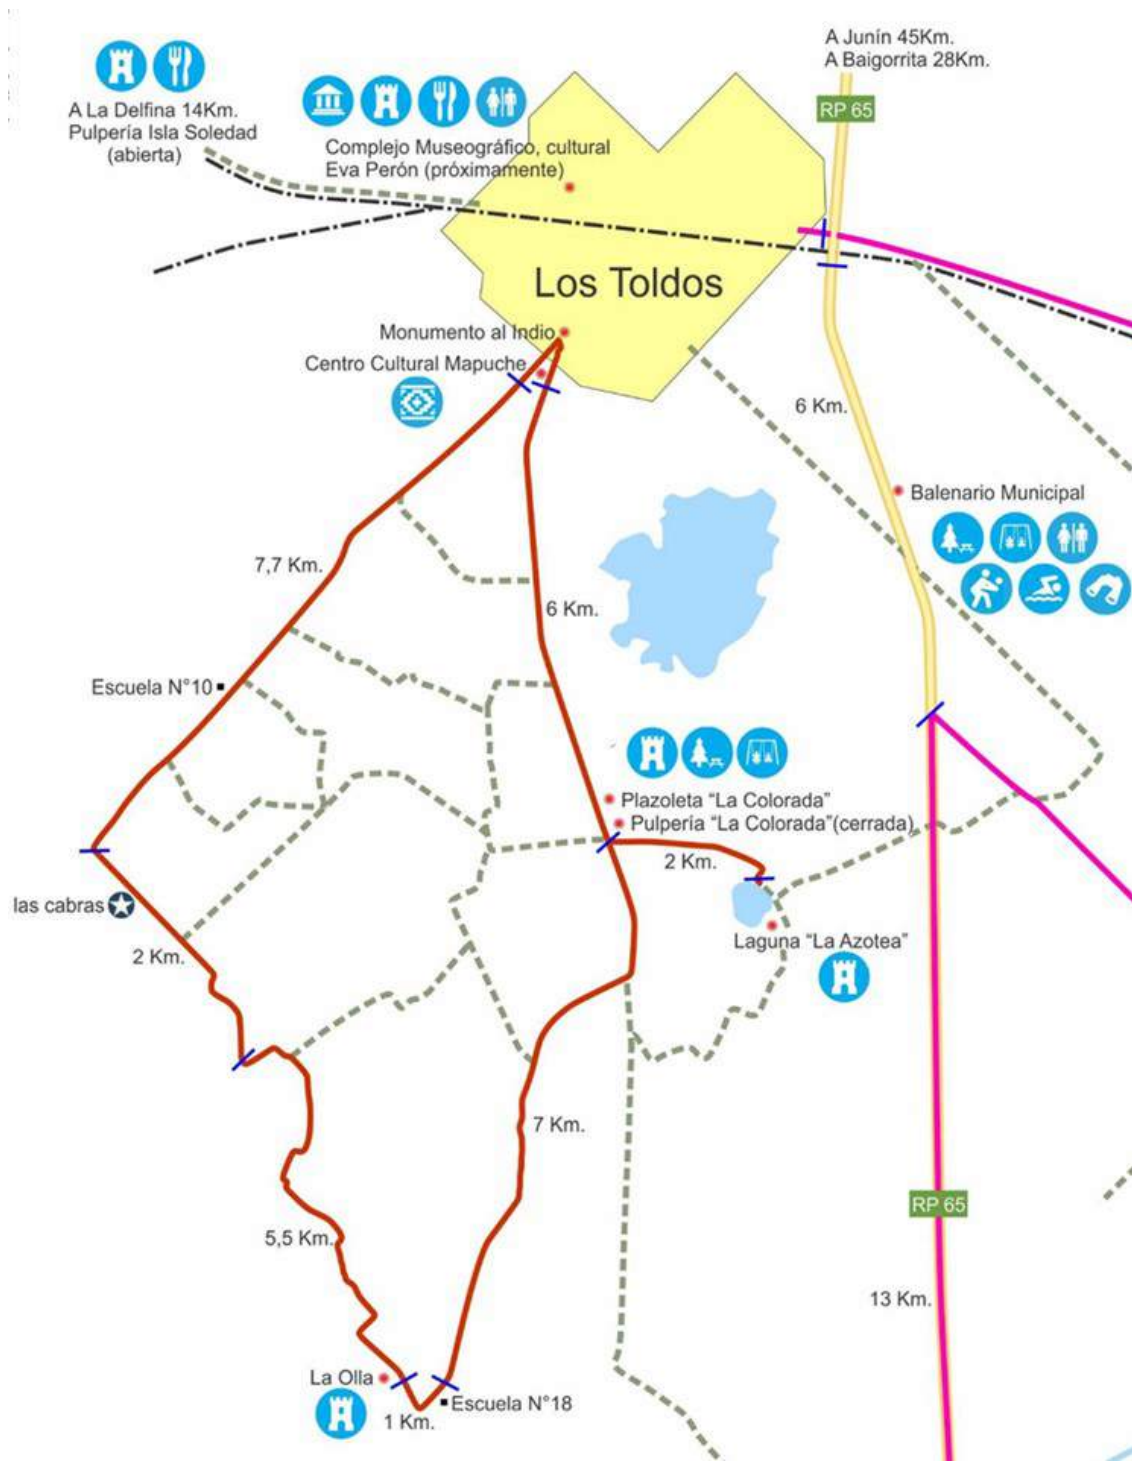 A Junín 45Km.
A Baigorrita 28Km.
RP 65
A La Delfina 14Km.
Pulpería Isla Soledad
(abierta)
Complejo Museográfico, cultural
Eva Perón (próximamente)
Los Toldos
Monumento al Indio
Centro Cultural Mapuche
6 Km.
Balenario Municipal
7,7 Km.
6 Km.
Escuela N°10
Plazoleta “La Colorada”
Pulpería “La Colorada”(cerrada)
2 Km.
las cabras
Laguna “La Azotea”
2 Km.
7 Km.
RP 65
5,5 Km.
13 Km.
La Olla
Escuela N°18
1 Km.